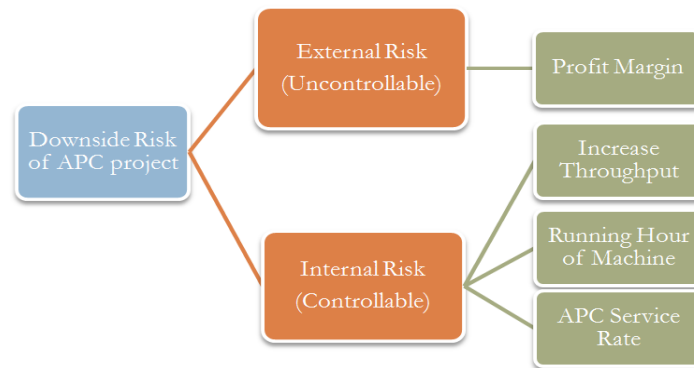 Downside Risk
of APC project
External Risk
(Uncontrollable)
Profit Margin
Internal Risk
(Controllable)
Increase
Throughput
Running Hour
of Machine
APC Service
Rate